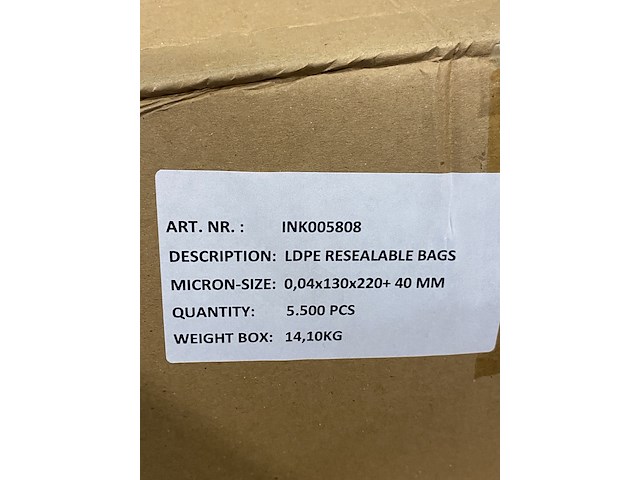 ART. NR. : INK005808
DESCRIPTION: LDPE RESEALABLE BAGS
MICRON-SIZE: 0,04x130x220+ 40 MM
QUANTITY: 5.500 PCS
WEIGHT BOX: 14,10KG